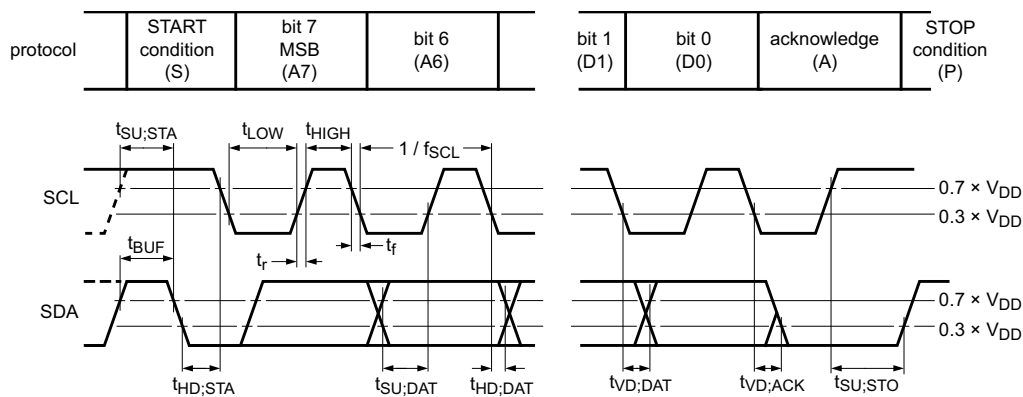 protocol
START
condition
(S)
bit 7
MSB
(A7)
bit 6
(A6)
bit 1
(D1)
bit 0
(D0)
acknowledge
(A)
STOP
condition
(P)
tSU;STA
tLOW
tHIGH
1 / fSCL
SCL
0.7 × VDD
0.3 × VDD
tBUF
tr
tf
SDA
0.7 × VDD
0.3 × VDD
tHD;STA
tSU;DAT
tHD;DAT
tVD;DAT
tVD;ACK
tSU;STO